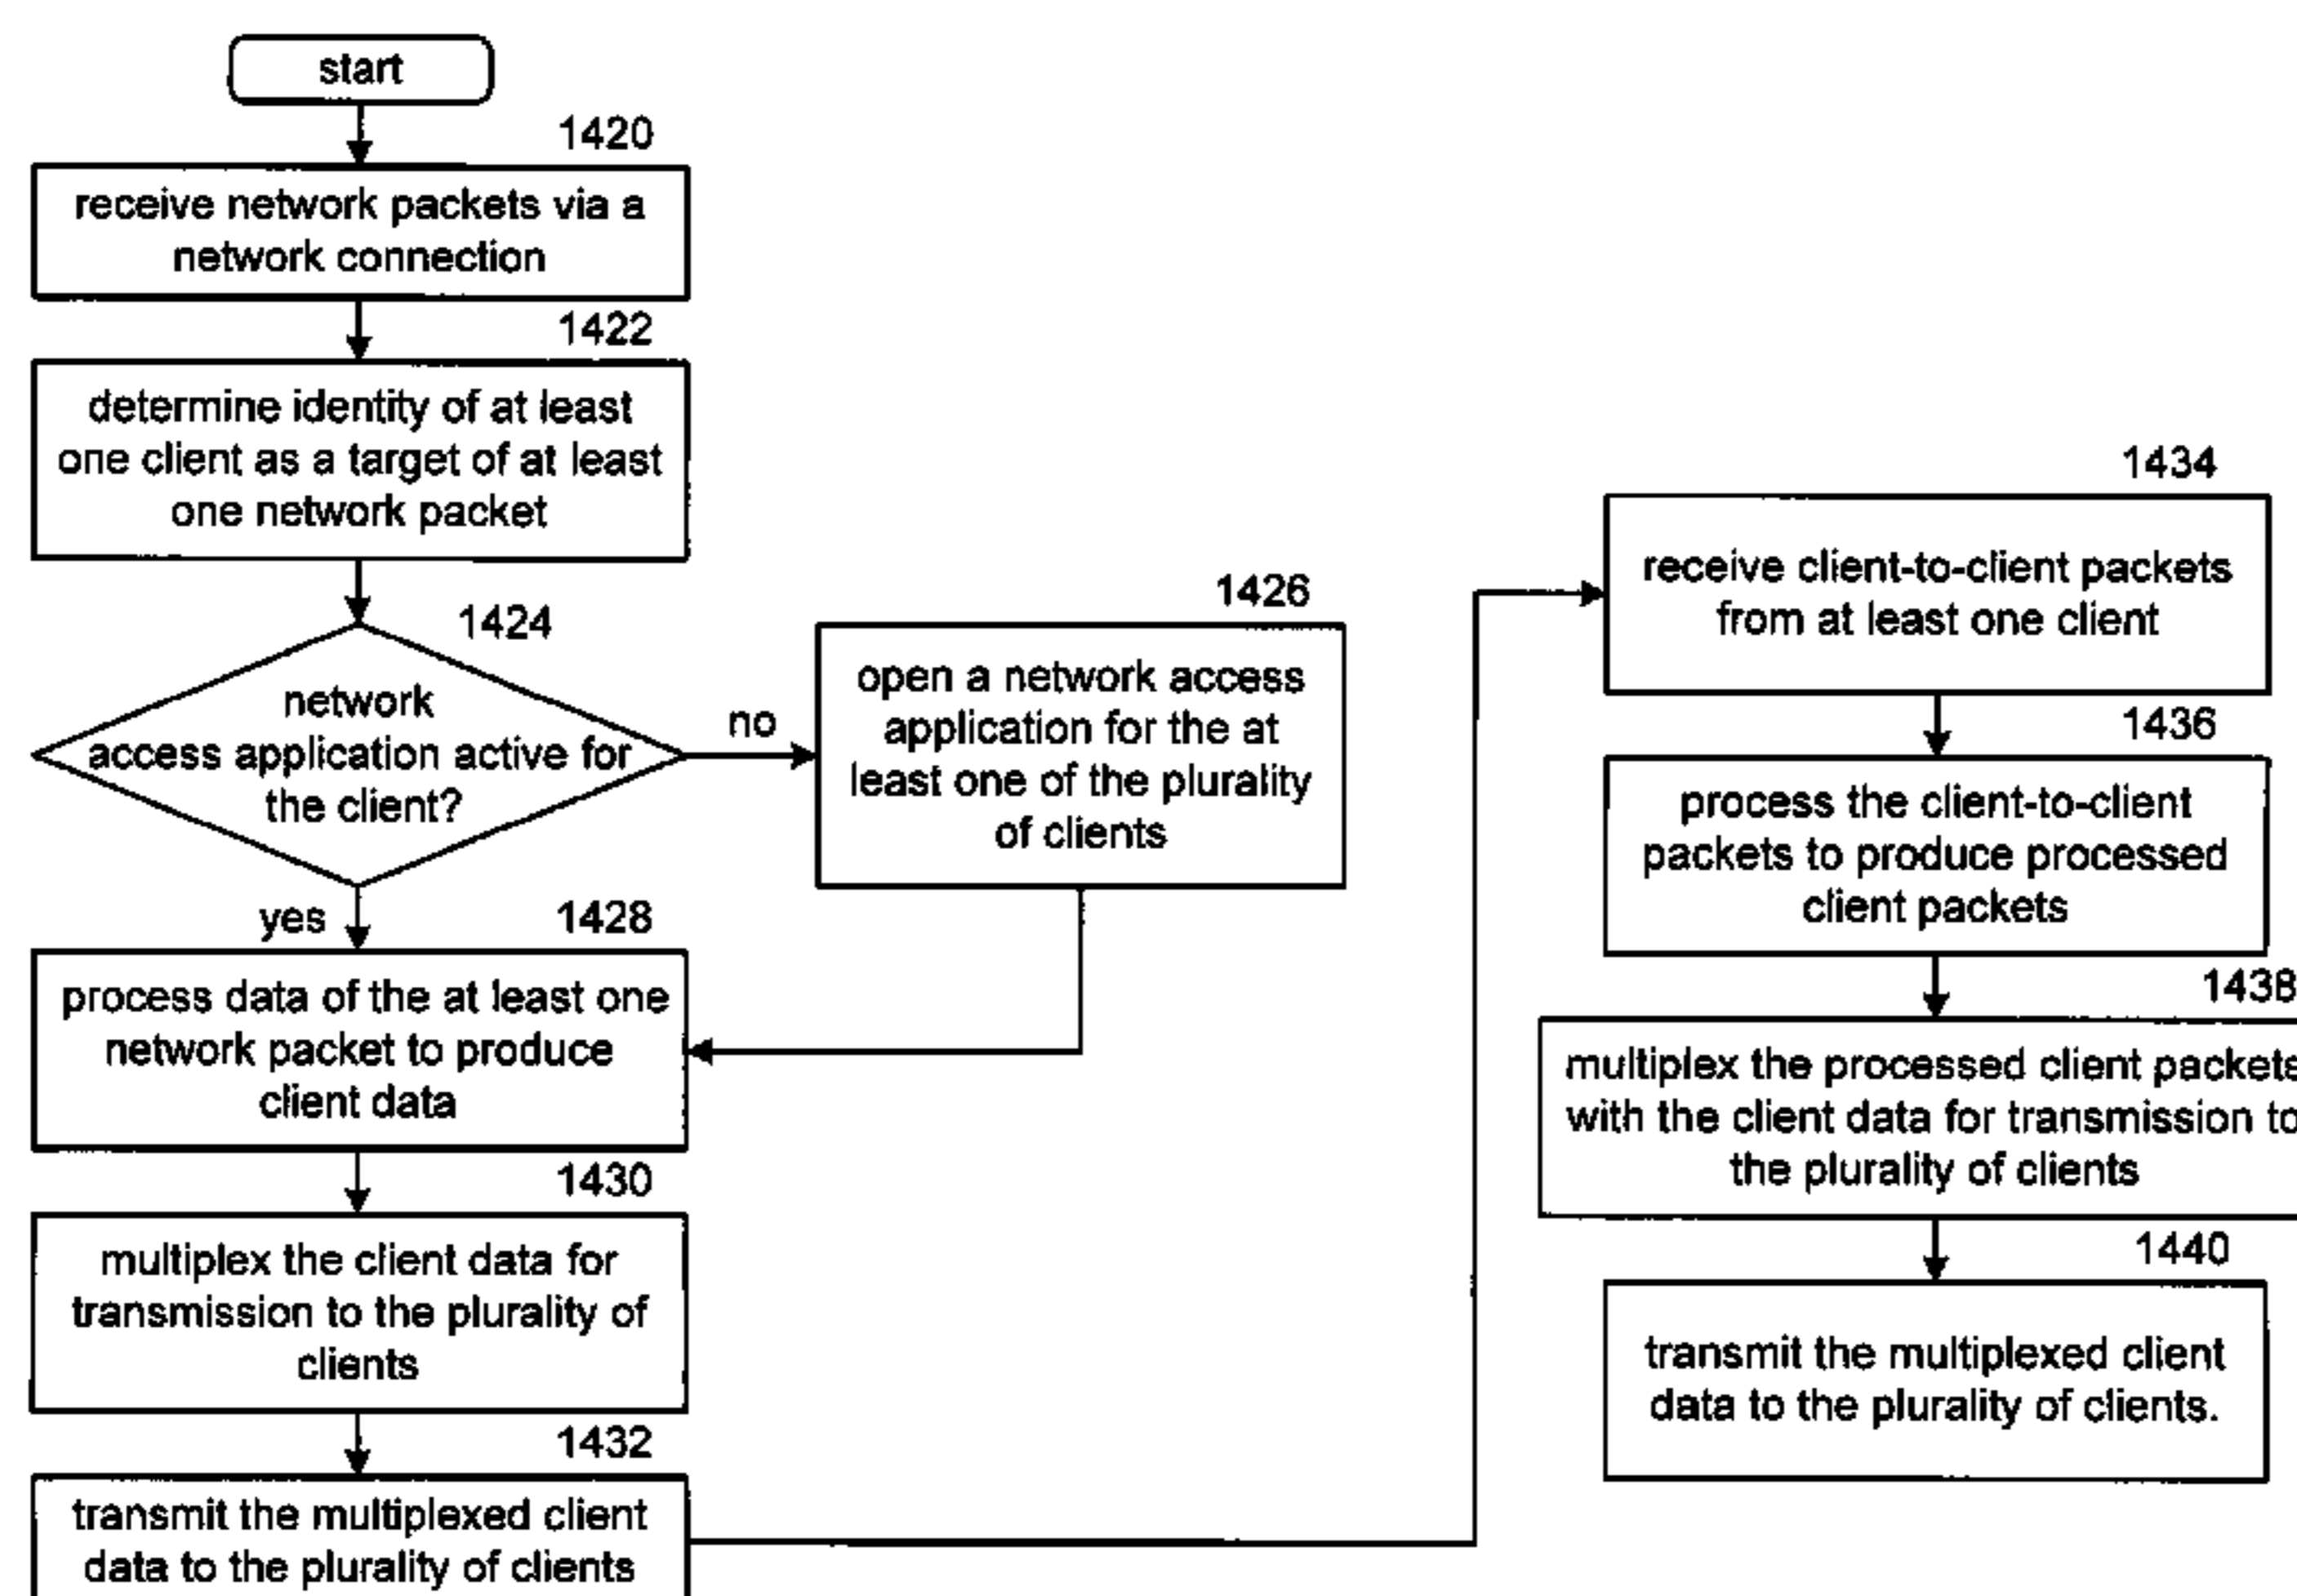 start
1420
receive network packets via a
network connection
1422
determine identity of at least
one client as a target of at least
one network packet
1424
network
access application active for
the client?
no
yes
1426
open a network access
application for the at
least one of the plurality
of clients
1428
process data of the at least one
network packet to produce
client data
1430
multiplex the client data for
transmission to the plurality of
clients
1432
transmit the multiplexed client
data to the plurality of clients
1434
receive client-to-client packets
from at least one client
1436
process the client-to-client
packets to produce processed
client packets
1438
multiplex the processed client packets
with the client data for transmission to
the plurality of clients
1440
transmit the multiplexed client
data to the plurality of clients.